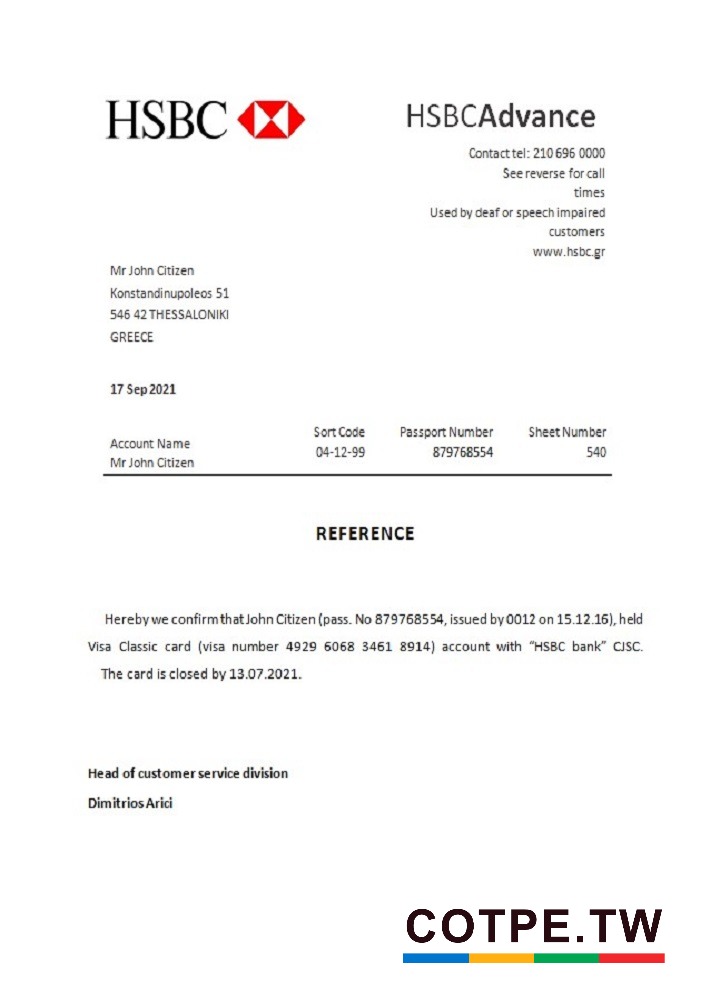 HSBC
HSBCAdvance
Contact tel: 210 696 0000
See reverse for call
times
Used by deaf or speech impaired
customers
www.hsbc.gr
Mr John Citizen
Konstandinupoleos 51
546 42 THESSALONIKI
GREECE
17 Sep 2021
Sort Code Passport Number Sheet Number
Account Name
04-12-99 879768554 540
Mr John Citizen
REFERENCE
Hereby we confirm that John Citizen (pass. No 879768554, issued by 0012 on 15.12.16), held
Visa Classic card (visa number 4929 6068 3461 8914) account with “HSBC bank” CJSC.
The card is closed by 13.07.2021.
Head of customer service division
Dimitrios Arici
COTPE.TW